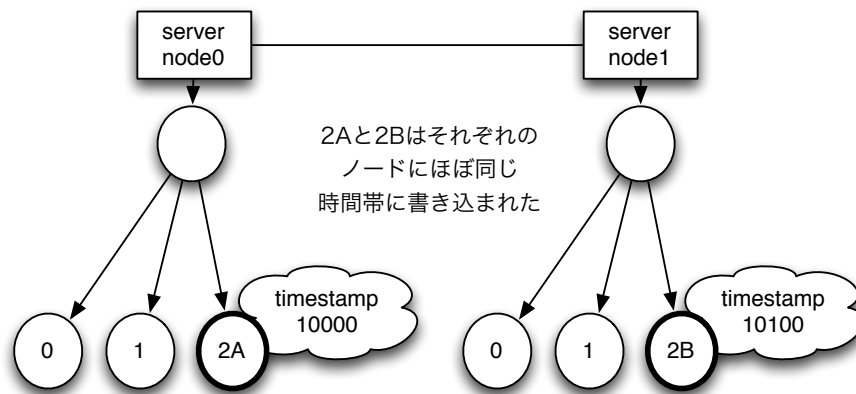 server
node0
server
node1
2Aと2Bはそれぞれの
ノードにほぼ同じ
時間帯に書き込まれた
timestamp
10000
timestamp
10100
0
1
2A
0
1
2B